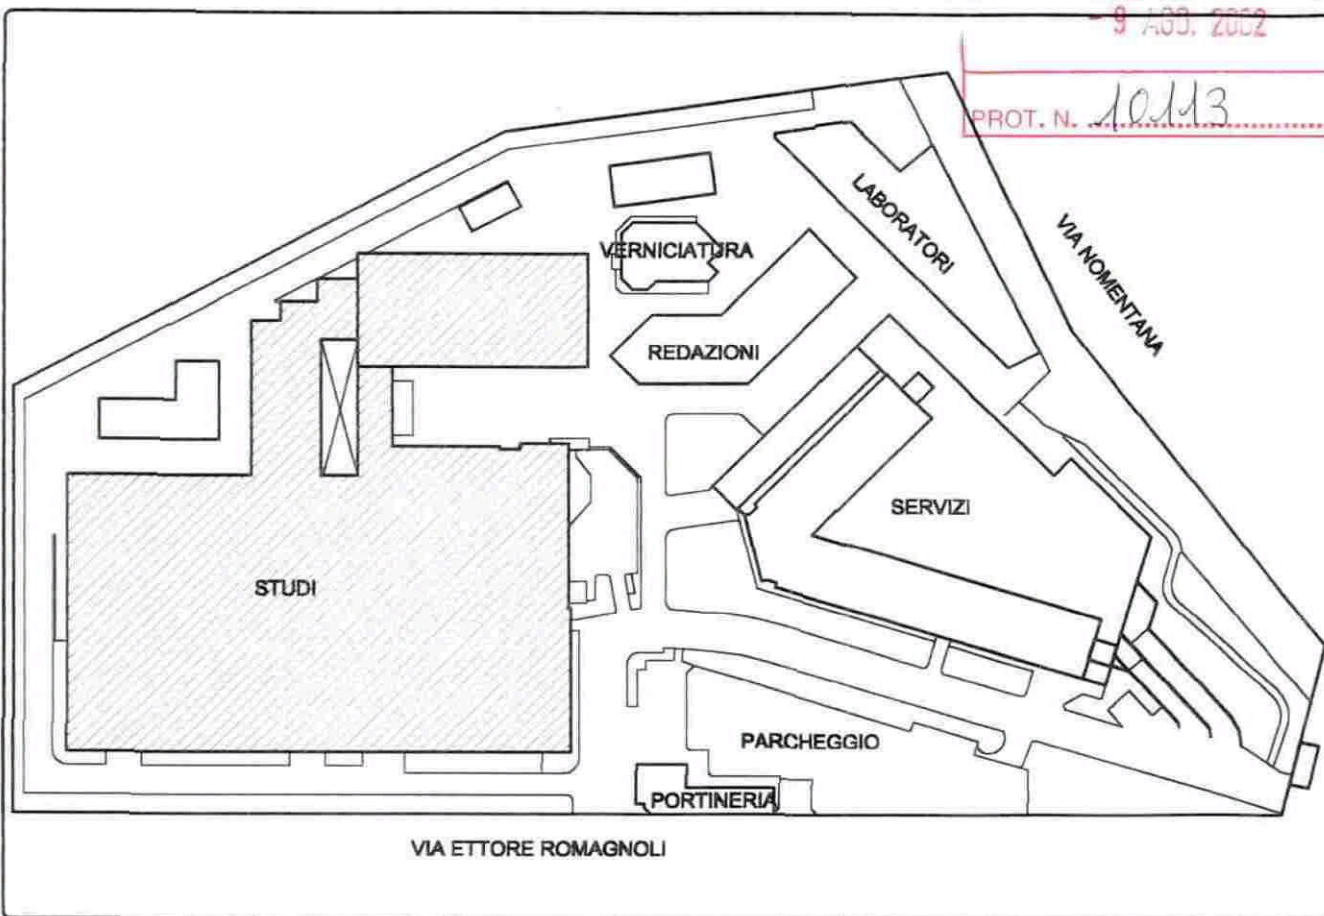 - 9 AGO. 2002
PROT. N. 10113
LABORATORI
VIA NOMENTANA
VERNICIATURA
REDAZIONI
SERVIZI
STUDI
PARCHEGGIO
PORTINERIA
VIA ETTORE ROMAGNOLI